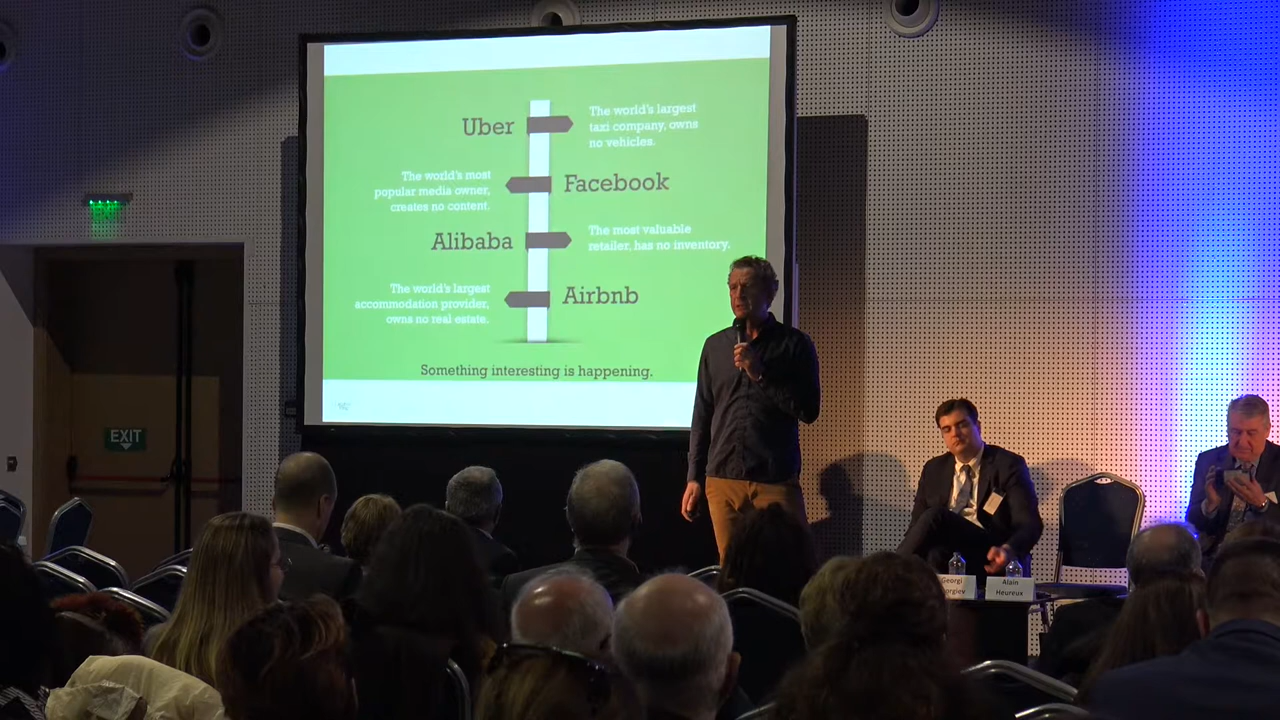 Uber
The world's largest
taxi company, owns
no vehicles.
The world's most
popular media owner,
creates no content.
Facebook
Alibaba
The most valuable
retailer, has no inventory.
The world's largest
accommodation provider,
owns no real estate.
Airbnb
Something interesting is happening.
EXIT
EXIT
Georgi
Alain
Heureux